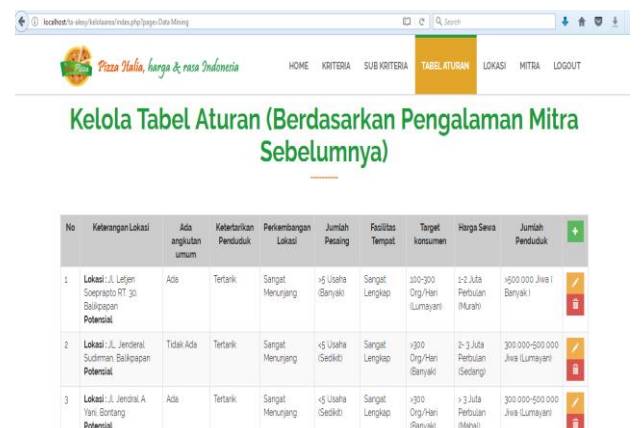 localhost/ta-alesy/kelolaarea/index.php?page=Data Mining
Search
Pizza
Pizza Italia, harga & rasa Indonesia
HOME KRITERIA SUB KRITERIA TABEL ATURAN LOKASI MITRA LOGOUT
Kelola Tabel Aturan (Berdasarkan Pengalaman Mitra
Sebelumnya)
No Keterangan Lokasi Ada angkutan umum Ketertarikan Penduduk Perkembangan Lokasi Jumlah Pesaing Fasilitas Tempat Target konsumen Harga Sewa Jumlah Penduduk
1 Lokasi : Jl. Letjen Soeprapto RT. 30, Balikpapan Potensial Ada Tertarik Sangat Menunjang >5 Usaha (Banyak) Sangat Lengkap 100-300 Org/Hari (Lumayan) 1-2 Juta Perbulan (Murah) >500.000 Jiwa ( Banyak )
2 Lokasi : JL. Jenderal Sudirman, Balikpapan Potensial Tidak Ada Tertarik Sangat Menunjang <5 Usaha (Sedikit) Sangat Lengkap >300 Org/Hari (Banyak) 2- 3 Juta Perbulan (Sedang) 300.000-500.000 Jiwa (Lumayan)
3 Lokasi : Jl. Jendral A. Yani, Bontang Potensial Ada Tertarik Sangat Menunjang <5 Usaha (Sedikit) Sangat Lengkap >300 Org/Hari (Banyak) > 3 Juta Perbulan (Mahal) 300.000-500.000 Jiwa (Lumayan)